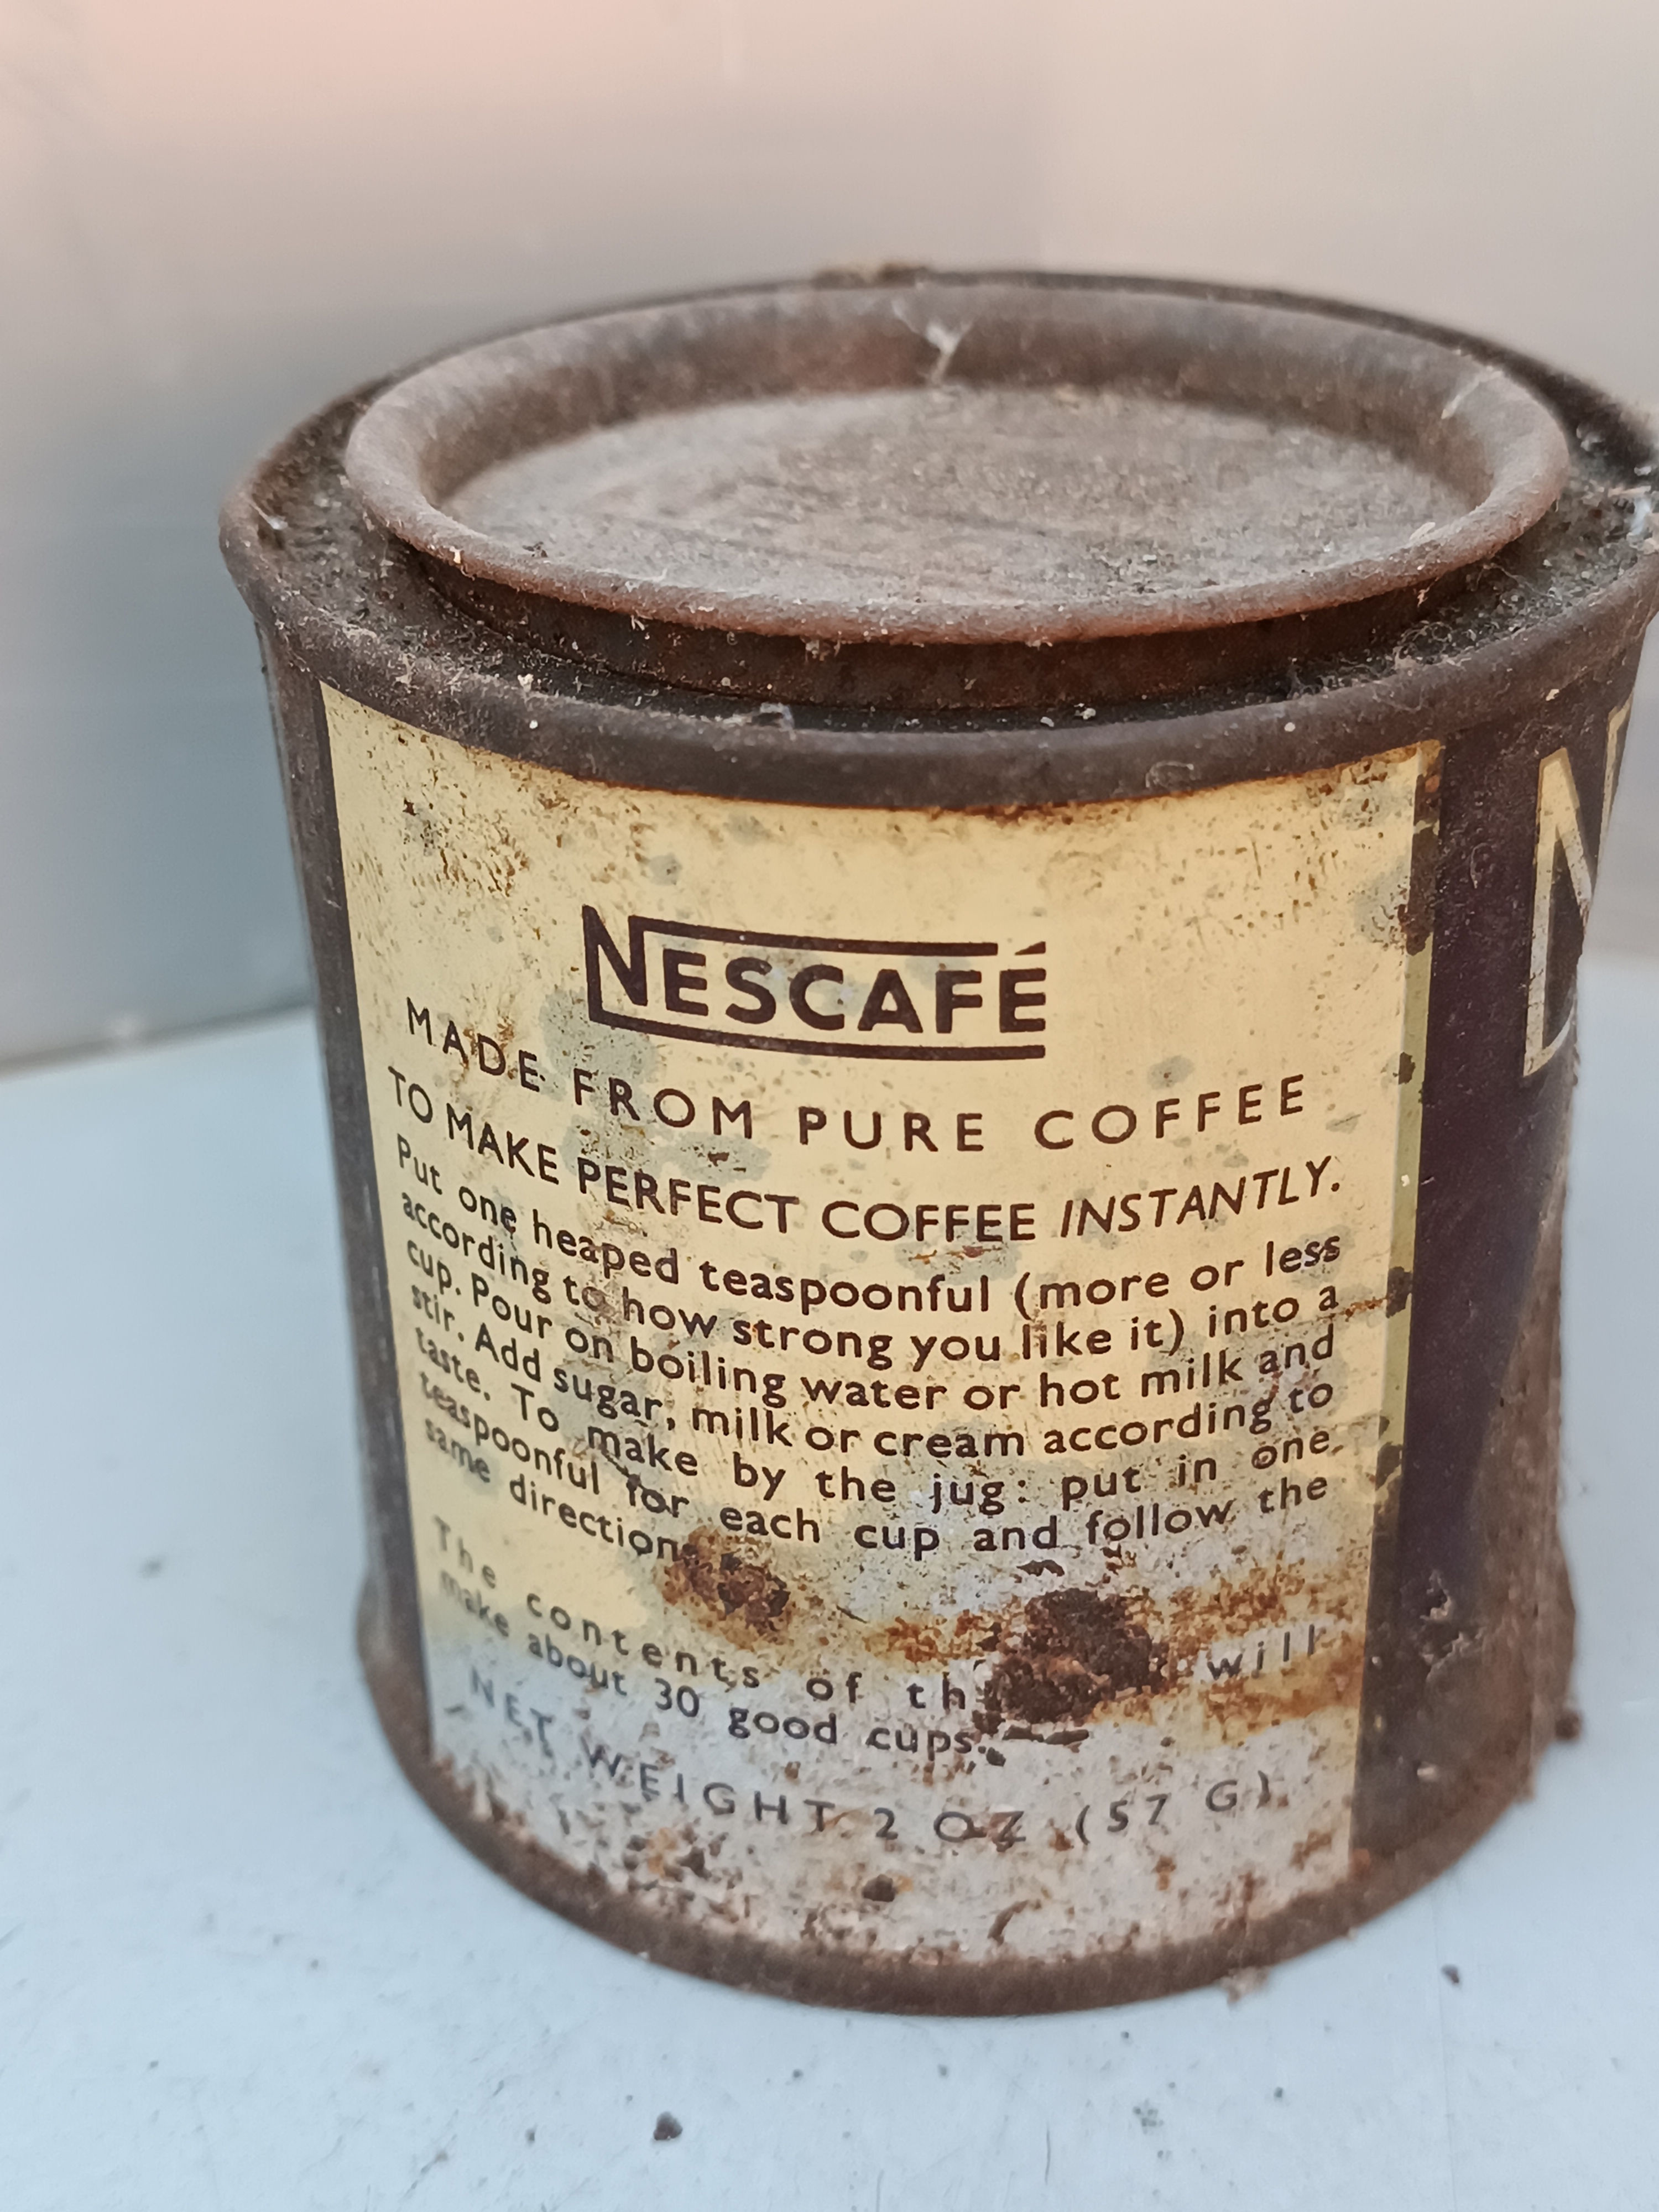 NESCAFÉ
MADE FROM PURE COFFEE
TO MAKE PERFECT COFFEE INSTANTLY.
Put one heaped teaspoonful (more or less
according to how strong you like it) into a
cup. Pour on boiling water or hot milk and
stir. Add sugar, milk or cream according to
taste. To make by the jug: put in one
teaspoonful for each cup and follow the
same direction
The contents of will
make about 30 good cups.
NET WEIGHT 2 OZ (57 G)
N